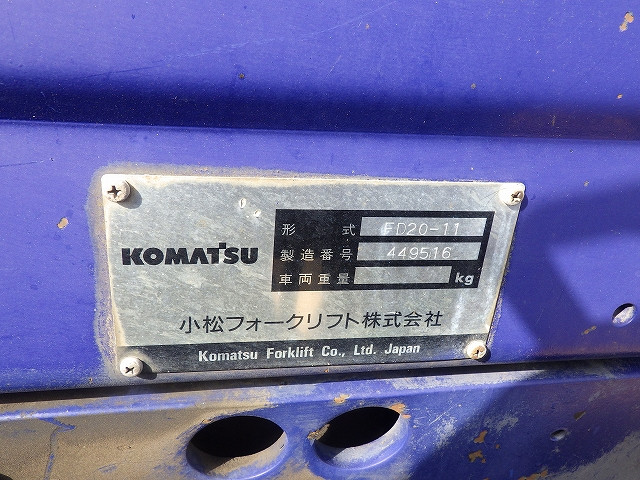 KOMATSU
形式 FD20-11
製造番号 449516
車両重量 kg
小松フォークリフト株式会社
Komatsu Forklift Co., Ltd. Japan